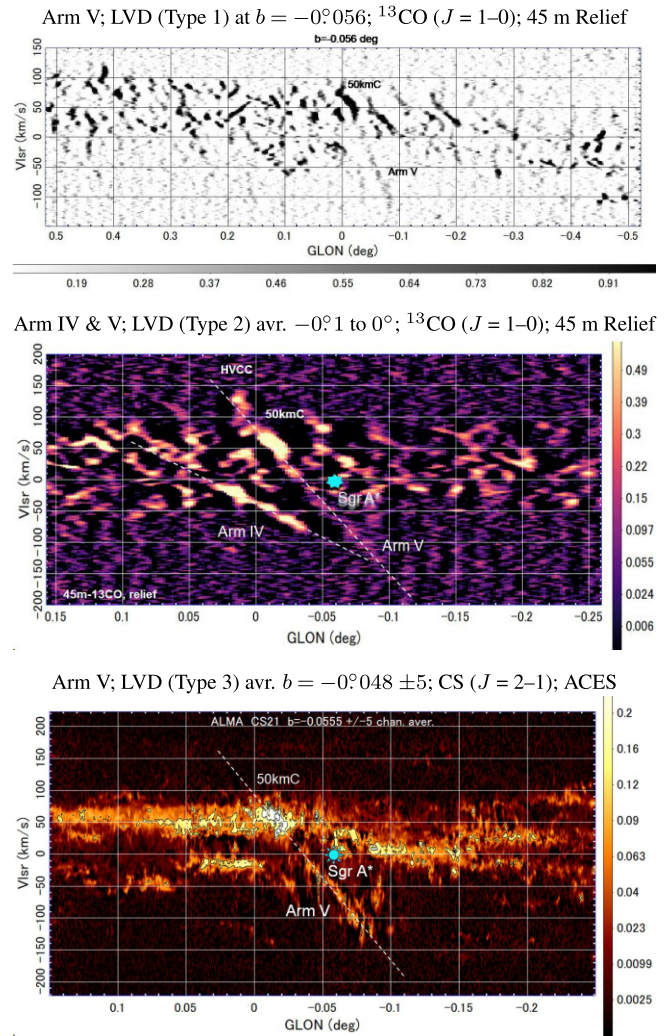 Arm V; LVD (Type 1) at b = −0°.056; ¹³CO (J = 1–0); 45 m Relief
b=-0.056 deg
150
100
50
0
-50
-100
Vlsr (km/s)
50kmC
Arm V
0.5 0.4 0.3 0.2 0.1 0 -0.1 -0.2 -0.3 -0.4 -0.5
GLON (deg)
0.19 0.28 0.37 0.46 0.55 0.64 0.73 0.82 0.91
Arm IV & V; LVD (Type 2) avr. −0°.1 to 0°; ¹³CO (J = 1–0); 45 m Relief
200
150
100
50
0
-50
-100
-150
-200
Vlsr (km/s)
HVCC
50kmC
Sgr A*
Arm IV
Arm V
45m-13CO, relief
0.15 0.1 0.05 0 -0.05 -0.1 -0.15 -0.2 -0.25
GLON (deg)
0.49
0.4
0.3
0.22
0.15
0.097
0.055
0.024
0.006
Arm V; LVD (Type 3) avr. b = −0°.048 ±5; CS (J = 2–1); ACES
ALMA CS21 b=-0.0555 +/-5 chan. aver.
200
150
100
50
0
-50
-100
-150
-200
Vlsr (km/s)
50kmC
Sgr A*
Arm V
0.1 0.05 0 -0.05 -0.1 -0.15 -0.2
GLON (deg)
0.2
0.16
0.12
0.09
0.063
0.04
0.023
0.0099
0.0025